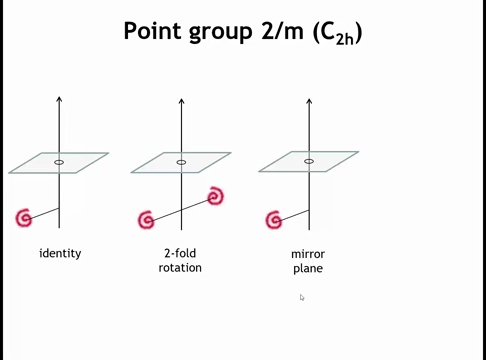 Point group 2/m (C2h)
identity
2-fold
rotation
mirror
plane